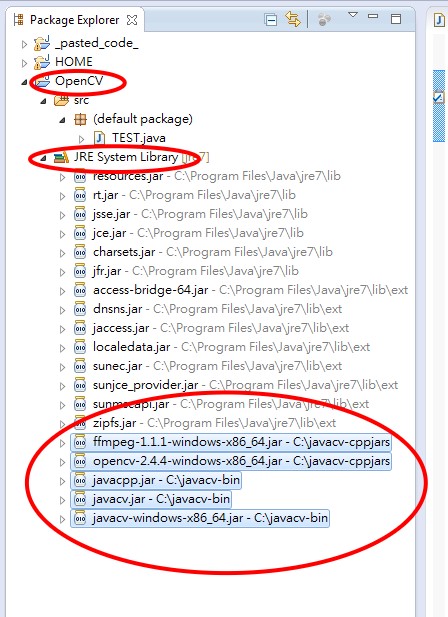 Package Explorer
_pasted_code_
HOME
OpenCV
src
(default package)
TEST.java
JRE System Library [jre7]
resources.jar - C:\Program Files\Java\jre7\lib
rt.jar - C:\Program Files\Java\jre7\lib
jsse.jar - C:\Program Files\Java\jre7\lib
jce.jar - C:\Program Files\Java\jre7\lib
charsets.jar - C:\Program Files\Java\jre7\lib
jfr.jar - C:\Program Files\Java\jre7\lib
access-bridge-64.jar - C:\Program Files\Java\jre7\lib\ext
dnsns.jar - C:\Program Files\Java\jre7\lib\ext
jaccess.jar - C:\Program Files\Java\jre7\lib\ext
localedata.jar - C:\Program Files\Java\jre7\lib\ext
sunec.jar - C:\Program Files\Java\jre7\lib\ext
sunjce_provider.jar - C:\Program Files\Java\jre7\lib\ext
sunmscapi.jar - C:\Program Files\Java\jre7\lib\ext
zipfs.jar - C:\Program Files\Java\jre7\lib\ext
ffmpeg-1.1.1-windows-x86_64.jar - C:\javacv-cppjars
opencv-2.4.4-windows-x86_64.jar - C:\javacv-cppjars
javacpp.jar - C:\javacv-bin
javacv.jar - C:\javacv-bin
javacv-windows-x86_64.jar - C:\javacv-bin